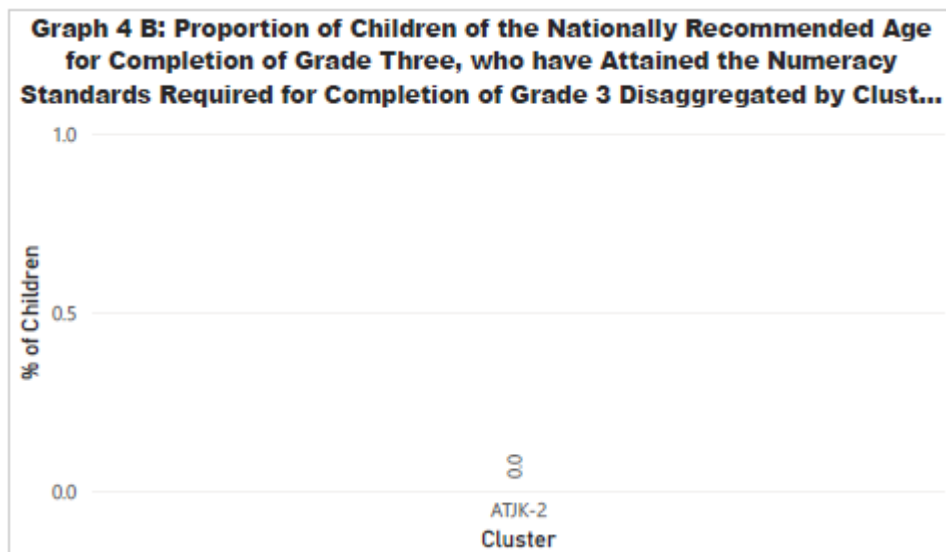 Graph 4 B: Proportion of Children of the Nationally Recommended Age
for Completion of Grade Three, who have Attained the Numeracy
Standards Required for Completion of Grade 3 Disaggregated by Clust...
1.0
% of Children
0.5
0.0
0.0
ATJK-2
Cluster